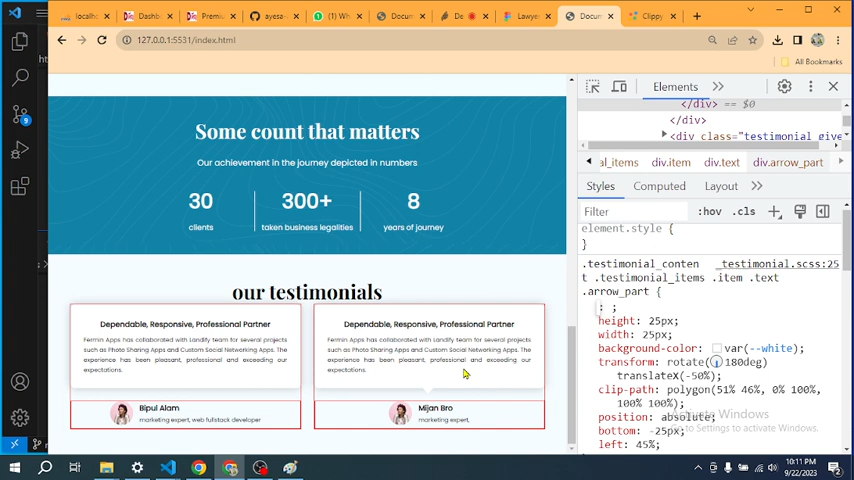 localho
Dashb
Premiu
ayesa-
(1) Wh
Docum
De
Lawye
Docum
Clippy
127.0.0.1:5531/index.html
All Bookmarks
Elements
</div> == $0
</div>
<div class="testimonial_give
ul_items div.item div.text div.arrow_part
Styles Computed Layout
Filter :hov .cls
element.style {
}
.testimonial_conten _testimonial.scss:25
t .testimonial_items .item .text
.arrow_part {
: ;
height: 25px;
width: 25px;
background-color: var(--white);
transform: rotate( 180deg)
translateX(-50%);
clip-path: polygon(51% 46%, 0% 100%,
100% 100%);
position: absolute;
bottom: -25px;
left: 45%;
Activate Windows
Go to Settings to activate Windows.
Some count that matters
Our achievement in the journey depicted in numbers
30 300+ 8
clients taken business legalities years of journey
our testimonials
Dependable, Responsive, Professional Partner
Fermin Apps has collaborated with Landify team for several projects
such as Photo Sharing Apps and Custom Social Networking Apps. The
experience has been pleasant, professional and exceeding our
expectations.
Bipul Alam
marketing expert, web fullstack developer
Dependable, Responsive, Professional Partner
Fermin Apps has collaborated with Landify team for several projects
such as Photo Sharing Apps and Custom Social Networking Apps. The
experience has been pleasant, professional and exceeding our
expectations.
Mijan Bro
marketing expert,
9
10:11 PM
9/22/2023
2